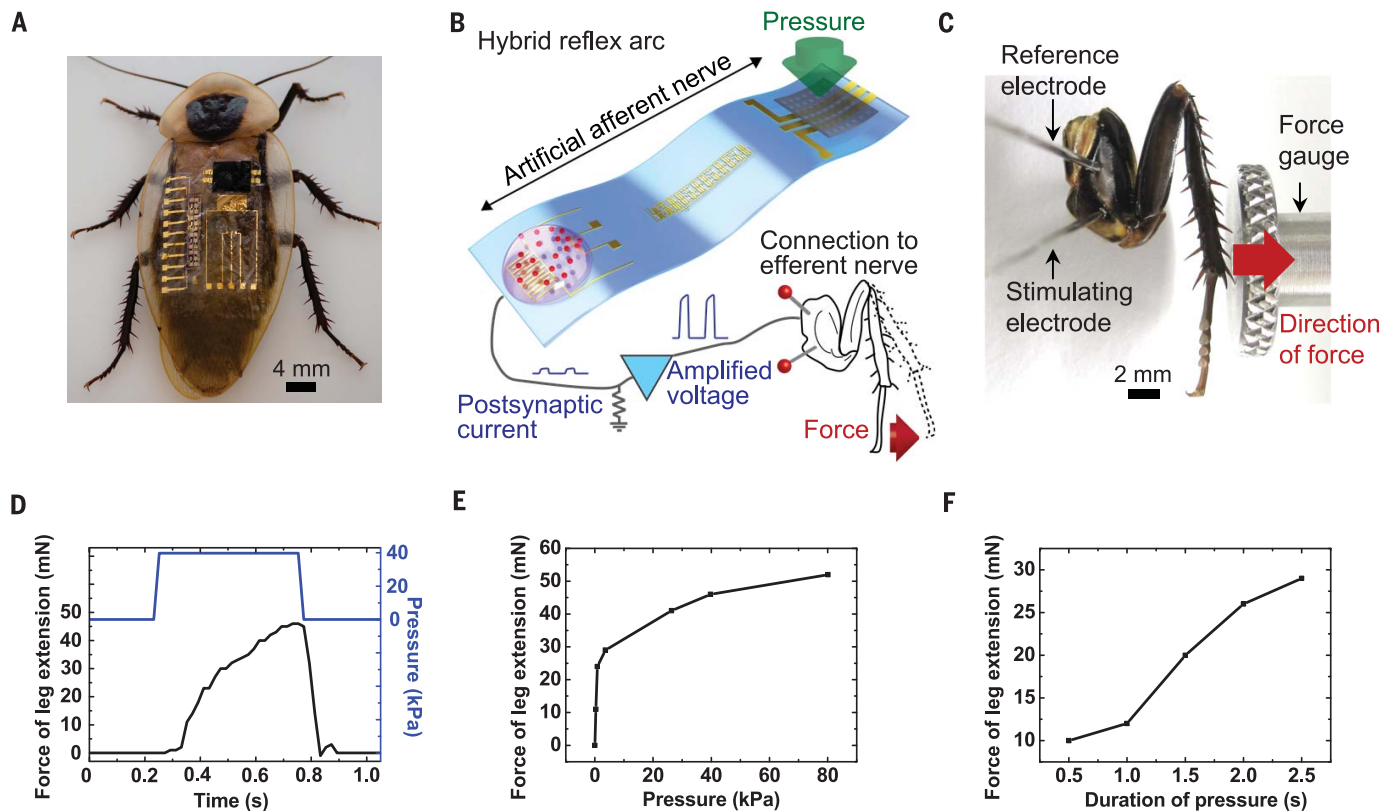 A
4 mm
B
Hybrid reflex arc
Pressure
Artificial afferent nerve
Connection to
efferent nerve
Postsynaptic
current
Amplified
voltage
Force
C
Reference
electrode
Force
gauge
Stimulating
electrode
Direction
of force
2 mm
D
Force of leg extension (mN)
50
40
30
20
10
0
40
20
0
Pressure (kPa)
0
0.2
0.4
0.6
0.8
1.0
Time (s)
E
Force of leg extension (mN)
60
50
40
30
20
10
0
0
20
40
60
80
Pressure (kPa)
F
Force of leg extension (mN)
30
25
20
15
10
0.5
1.0
1.5
2.0
2.5
Duration of pressure (s)